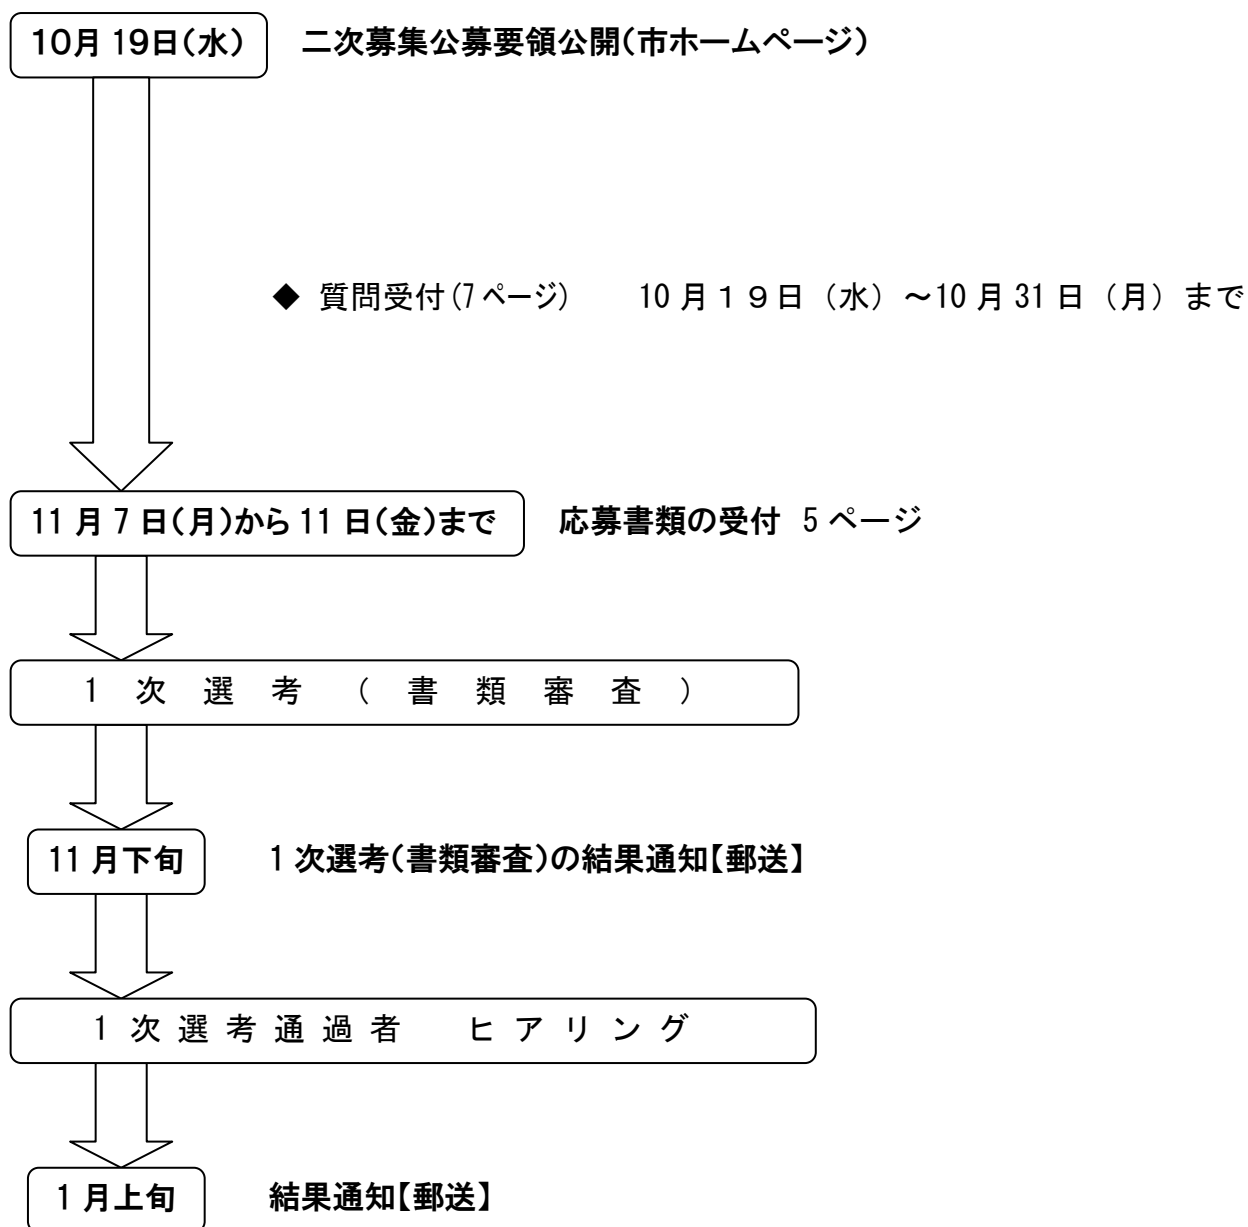 10月19日(水) 二次募集公募要領公開(市ホームページ)
◆ 質問受付(7ページ) 10月１９日（水）～10月31日（月）まで
11月7日(月)から11日(金)まで 応募書類の受付 5ページ
1次選考(書類審査)
11月下旬 1次選考(書類審査)の結果通知【郵送】
1次選考通過者 ヒアリング
1月上旬 結果通知【郵送】